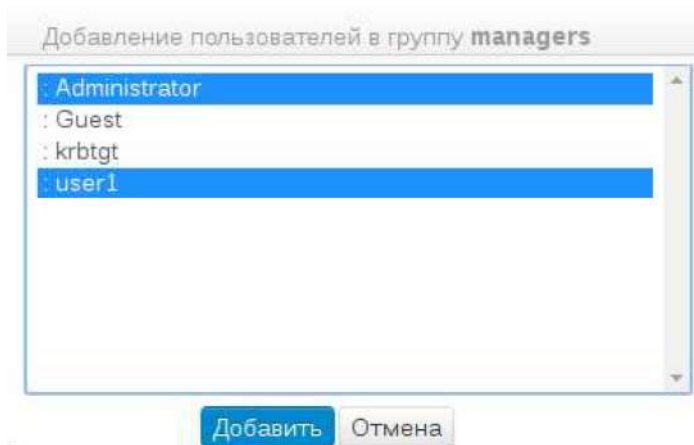 Добавление пользователей в группу managers
: Administrator
: Guest
: krbtgt
: user1
Добавить Отмена